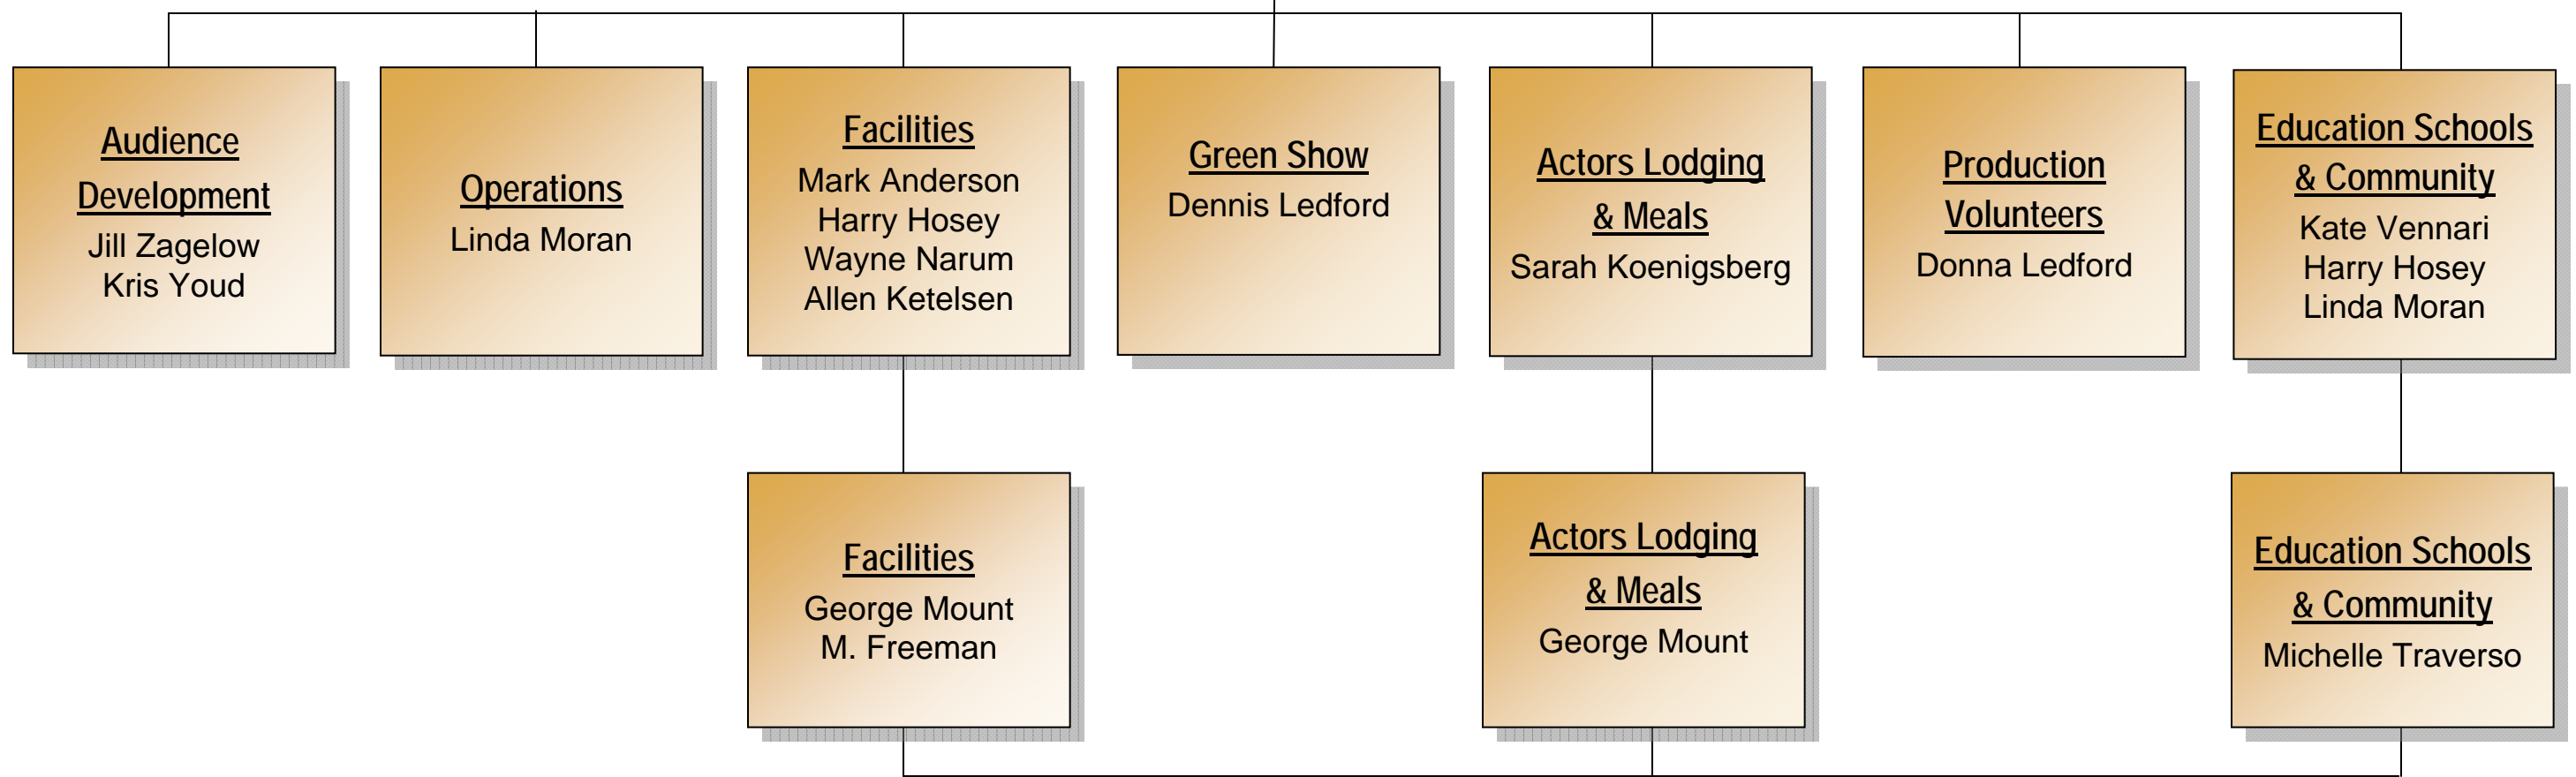 Audience
Development
Jill Zagelow
Kris Youd
Operations
Linda Moran
Facilities
Mark Anderson
Harry Hosey
Wayne Narum
Allen Ketelsen
Green Show
Dennis Ledford
Actors Lodging
& Meals
Sarah Koenigsberg
Production
Volunteers
Donna Ledford
Education Schools
& Community
Kate Vennari
Harry Hosey
Linda Moran
Facilities
George Mount
M. Freeman
Actors Lodging
& Meals
George Mount
Education Schools
& Community
Michelle Traverso